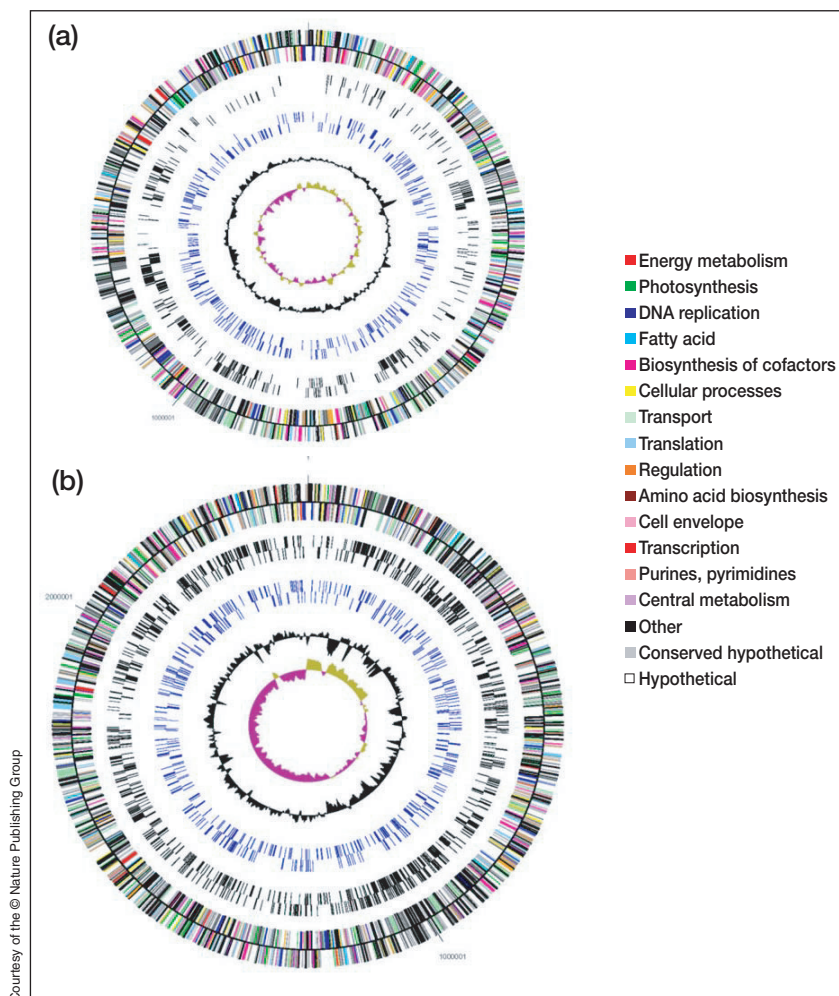 (a)
1000001
1
(b)
2000001
1000001
Energy metabolism
Photosynthesis
DNA replication
Fatty acid
Biosynthesis of cofactors
Cellular processes
Transport
Translation
Regulation
Amino acid biosynthesis
Cell envelope
Transcription
Purines, pyrimidines
Central metabolism
Other
Conserved hypothetical
Hypothetical
Courtesy of the © Nature Publishing Group